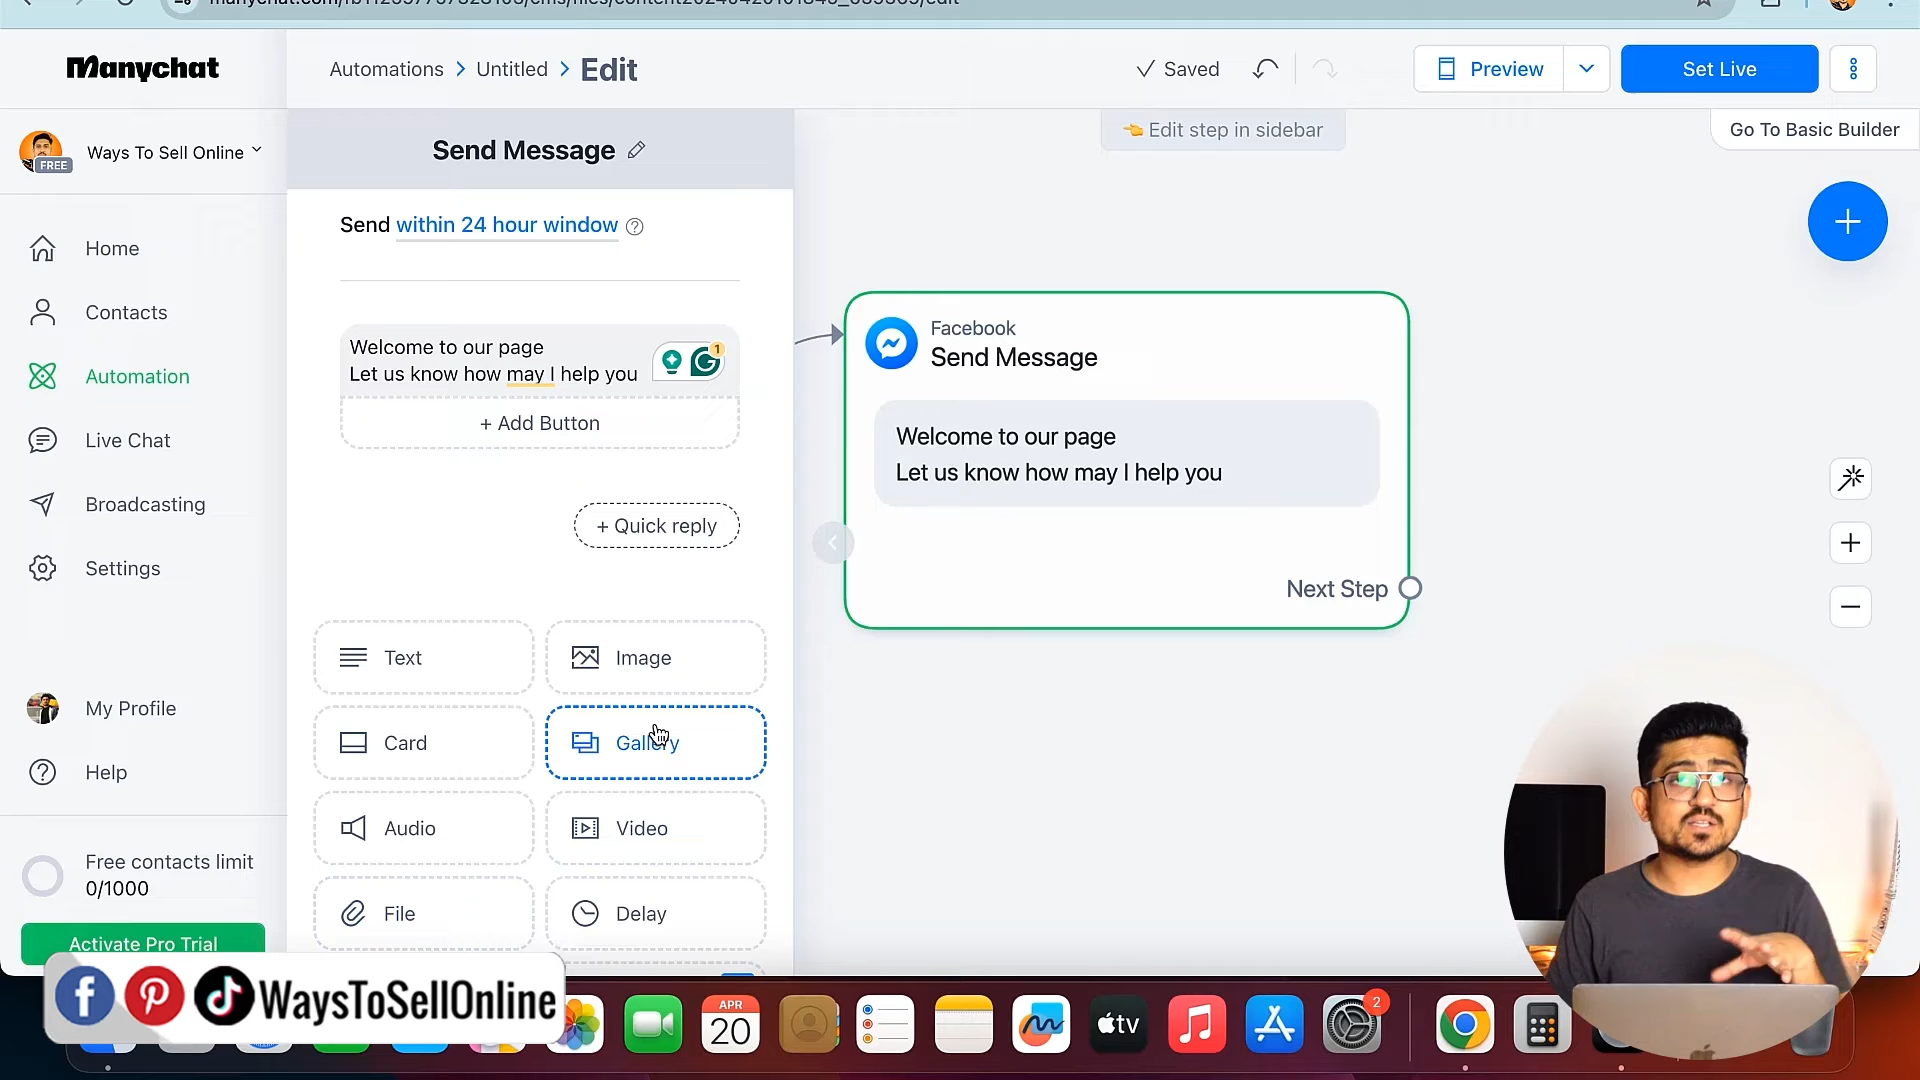 Manychat
Automations > Untitled > Edit
Saved
Preview
Set Live
Ways To Sell Online
FREE
Send Message
Edit step in sidebar
Go To Basic Builder
Home
Contacts
Automation
Live Chat
Broadcasting
Settings
My Profile
Help
Free contacts limit
0/1000
Activate Pro Trial
Send within 24 hour window
Welcome to our page
Let us know how may I help you
1
+ Add Button
+ Quick reply
Text
Image
Card
Gallery
Audio
Video
File
Delay
Facebook
Send Message
Welcome to our page
Let us know how may I help you
Next Step
WaysToSellOnline
APR
20
tv
2